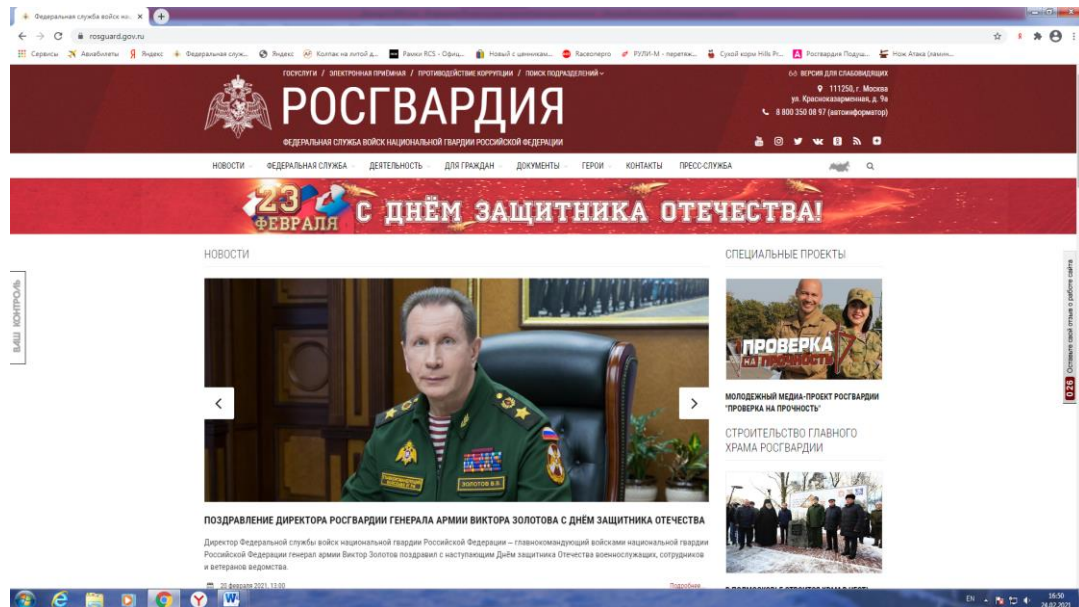 Федеральная служба войск на
rosguard.gov.ru
Сервисы Авиабилеты Яндекс Федеральная служ... Яндекс Колпак на литой д... Рамки RCS - Офиц... Новый с ценникам... Расеоперго РУЛИ-М - перетяж... Сухой корм Hills Pr... Росгвардия Подуш... Нож Атака (ламин...
ГОСУСЛУГИ / ЭЛЕКТРОННАЯ ПРИЁМНАЯ / ПРОТИВОДЕЙСТВИЕ КОРРУПЦИИ / ПОИСК ПОДРАЗДЕЛЕНИЙ
ВЕРСИЯ ДЛЯ СЛАБОВИДЯЩИХ
РОСГВАРДИЯ
111250, г. Москва
ул. Красноказарменная, д. 9а
8 800 350 08 97 (автоинформатор)
ФЕДЕРАЛЬНАЯ СЛУЖБА ВОЙСК НАЦИОНАЛЬНОЙ ГВАРДИИ РОССИЙСКОЙ ФЕДЕРАЦИИ
НОВОСТИ ФЕДЕРАЛЬНАЯ СЛУЖБА ДЕЯТЕЛЬНОСТЬ ДЛЯ ГРАЖДАН ДОКУМЕНТЫ ГЕРОИ КОНТАКТЫ ПРЕСС-СЛУЖБА
23 ФЕВРАЛЯ
С ДНЁМ ЗАЩИТНИКА ОТЕЧЕСТВА!
НОВОСТИ
ЗОЛОТОВ В.В.
ПОЗДРАВЛЕНИЕ ДИРЕКТОРА РОСГВАРДИИ ГЕНЕРАЛА АРМИИ ВИКТОРА ЗОЛОТОВА С ДНЁМ ЗАЩИТНИКА ОТЕЧЕСТВА
Директор Федеральной службы войск национальной гвардии Российской Федерации – главнокомандующий войсками национальной гвардии
Российской Федерации генерал армии Виктор Золотов поздравил с наступающим Днём защитника Отечества военнослужащих, сотрудников
и ветеранов ведомства.
20 февраля 2021, 13:00
Подробнее
СПЕЦИАЛЬНЫЕ ПРОЕКТЫ
ПРОВЕРКА
НА ПРОЧНОСТЬ
МОЛОДЕЖНЫЙ МЕДИА-ПРОЕКТ РОСГВАРДИИ
"ПРОВЕРКА НА ПРОЧНОСТЬ"
СТРОИТЕЛЬСТВО ГЛАВНОГО
ХРАМА РОСГВАРДИИ
ВАШ КОНТРОЛЬ
026 Оставьте свой отзыв о работе сайта
EN
16:50
24.02.2021